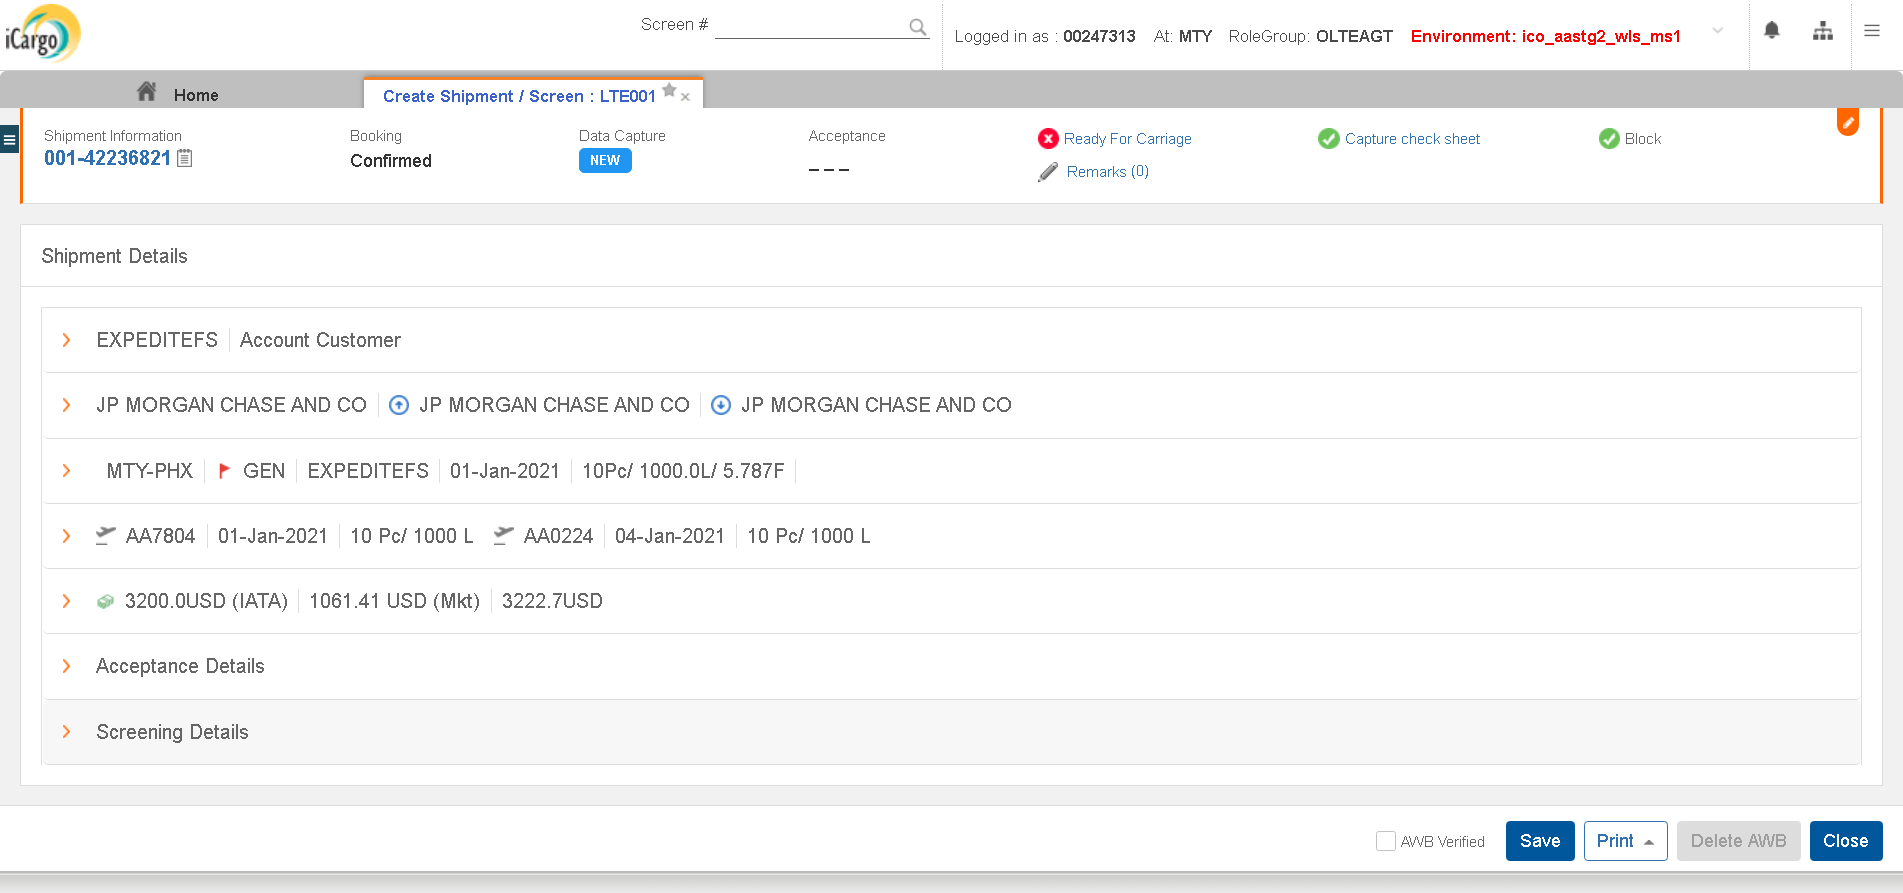 iCargo
Screen #
Logged in as : 00247313 At: MTY RoleGroup: OLTEAGT Environment: ico_aastg2_wls_ms1
Home
Create Shipment / Screen : LTE001
Shipment Information
001-42236821
Booking
Confirmed
Data Capture
NEW
Acceptance
– – –
Ready For Carriage
Remarks (0)
Capture check sheet
Block
Shipment Details
EXPEDITEFS Account Customer
JP MORGAN CHASE AND CO JP MORGAN CHASE AND CO JP MORGAN CHASE AND CO
MTY-PHX GEN EXPEDITEFS 01-Jan-2021 10Pc/ 1000.0L/ 5.787F
AA7804 01-Jan-2021 10 Pc/ 1000 L AA0224 04-Jan-2021 10 Pc/ 1000 L
3200.0USD (IATA) 1061.41 USD (Mkt) 3222.7USD
Acceptance Details
Screening Details
AWB Verified Save Print Delete AWB Close